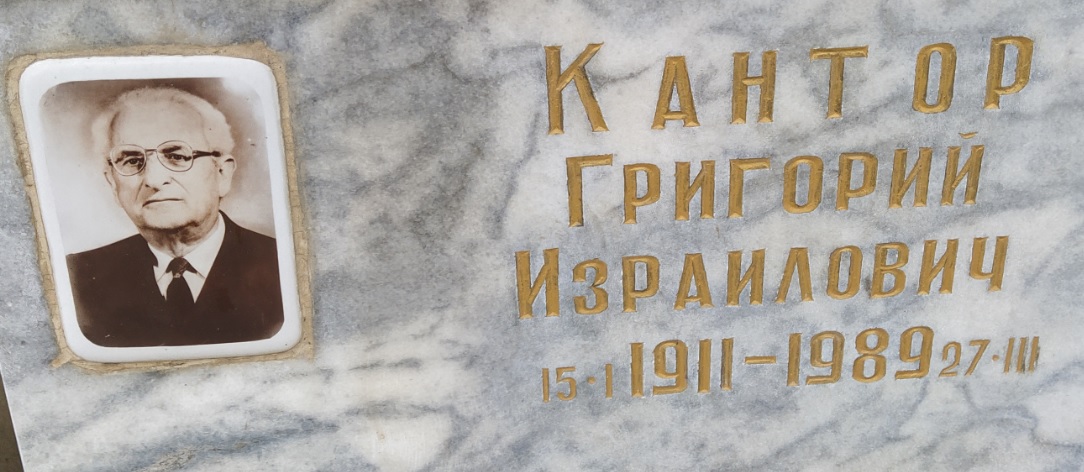 КАНТОР
ГРИГОРИЙ
ИЗРАИЛОВИЧ
15·I 1911–1989 27·III